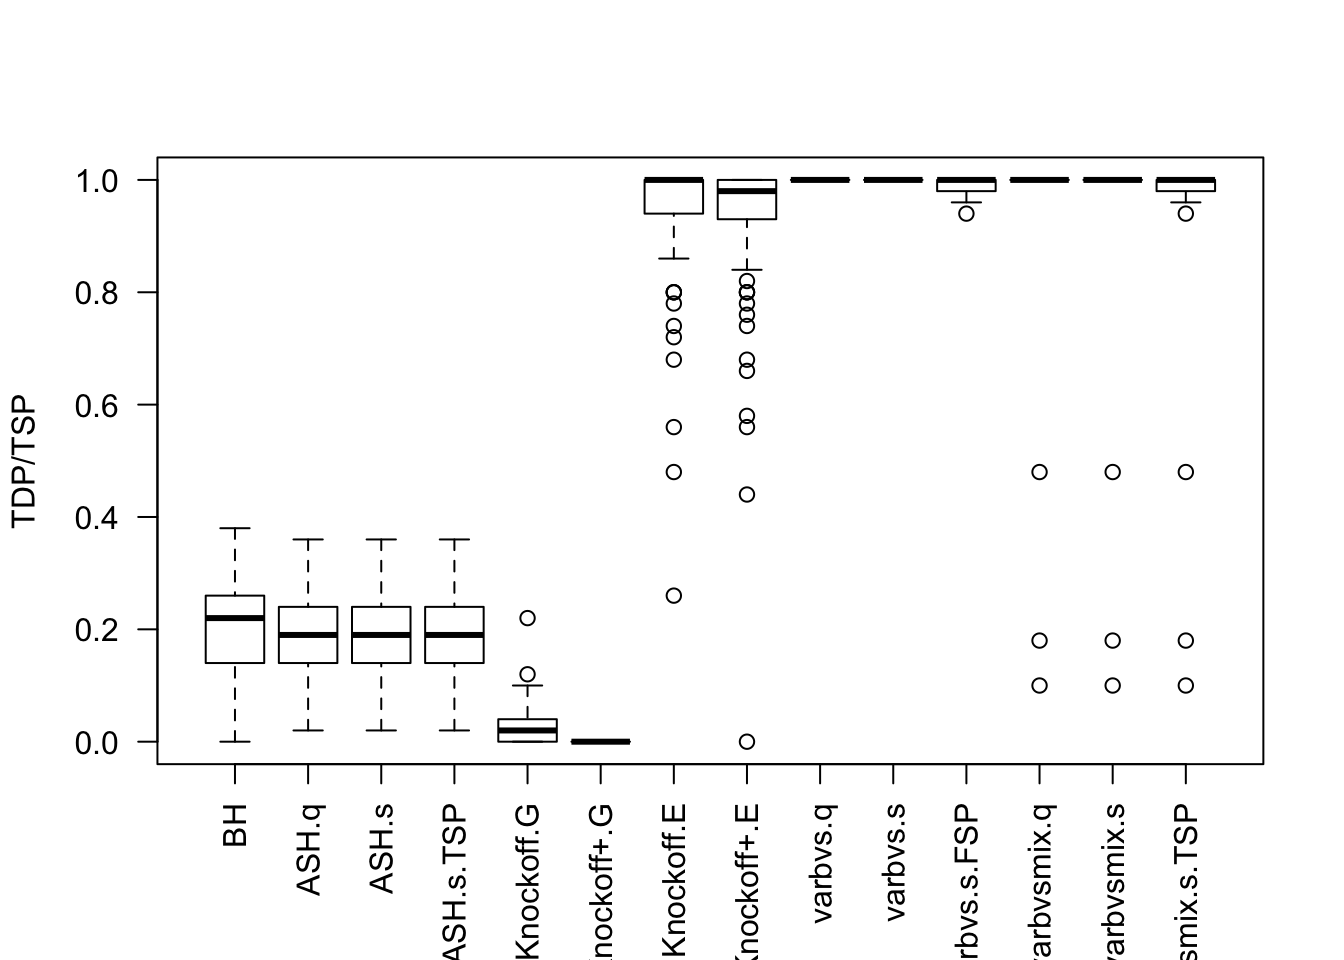 1.0
0.8
0.6
0.4
0.2
0.0
TDP/TSP
BH
ASH.q
ASH.s
ASH.s.TSP
Knockoff.G
nockoff+.G
Knockoff.E
Knockoff+.E
varbvs.q
varbvs.s
rbvs.s.FSP
varbvsmix.q
varbvsmix.s
smix.s.TSP